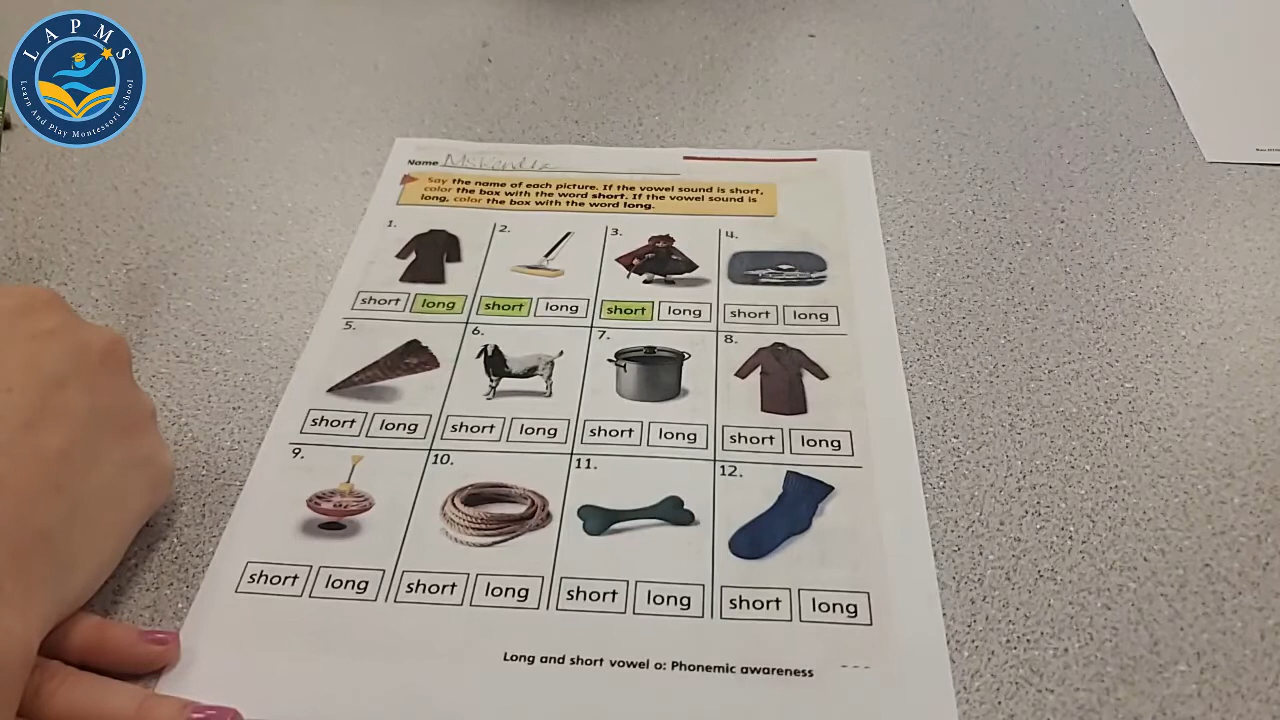 LAPMS
Learn And Play Montessori School
Name
Say the name of each picture. If the vowel sound is short,
color the box with the word short. If the vowel sound is
long, color the box with the word long.
1. 2. 3. 4.
short long short long short long short long
5. 6. 7. 8.
short long short long short long short long
9. 10. 11. 12.
short long short long short long short long
Long and short vowel o: Phonemic awareness